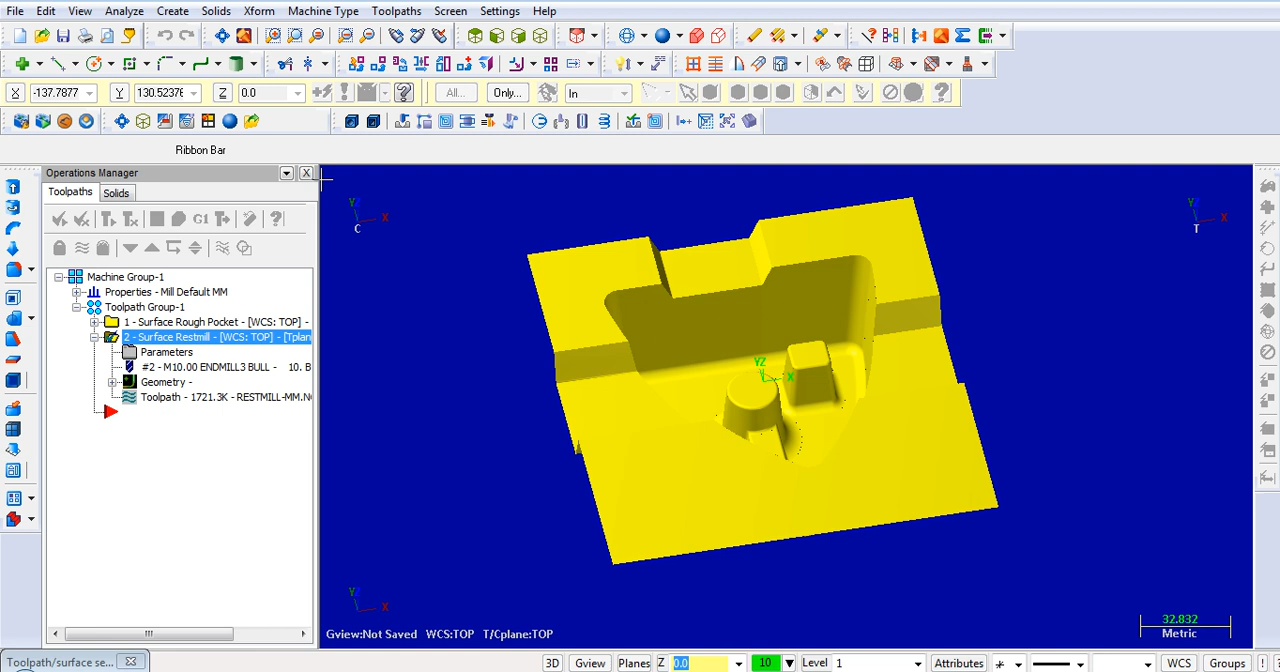 File Edit View Analyze Create Solids Xform Machine Type Toolpaths Screen Settings Help
X -137.7877 Y 130.52376 Z 0.0 All... Only... In
Ribbon Bar
Operations Manager X
Toolpaths Solids
G1
Machine Group-1
Properties - Mill Default MM
Toolpath Group-1
1 - Surface Rough Pocket - [WCS: TOP] -
2 - Surface Restmill - [WCS: TOP] - [Tplan
Parameters
#2 - M10.00 ENDMILL3 BULL - 10. B
Geometry -
Toolpath - 1721.3K - RESTMILL-MM.N
Y X
C
Y X
T
YZ X
Y X
Gview:Not Saved WCS:TOP T/Cplane:TOP
32.832
Metric
Toolpath/surface se...
3D Gview Planes Z 0.0 10 Level 1 Attributes WCS Groups